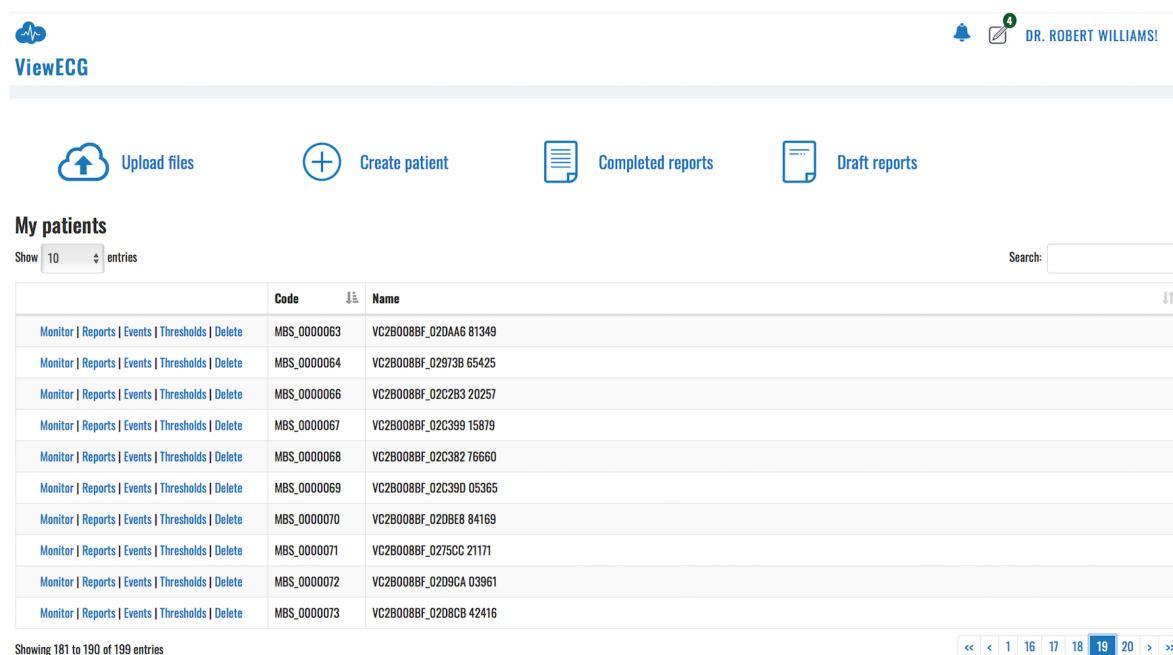 4
DR. ROBERT WILLIAMS!
ViewECG
Upload files Create patient Completed reports Draft reports
My patients
Show 10 entries Search:
Code Name
Monitor | Reports | Events | Thresholds | Delete MBS_0000063 VC2B008BF_02DAA6 81349
Monitor | Reports | Events | Thresholds | Delete MBS_0000064 VC2B008BF_02973B 65425
Monitor | Reports | Events | Thresholds | Delete MBS_0000066 VC2B008BF_02C2B3 20257
Monitor | Reports | Events | Thresholds | Delete MBS_0000067 VC2B008BF_02C399 15879
Monitor | Reports | Events | Thresholds | Delete MBS_0000068 VC2B008BF_02C382 76660
Monitor | Reports | Events | Thresholds | Delete MBS_0000069 VC2B008BF_02C39D 05365
Monitor | Reports | Events | Thresholds | Delete MBS_0000070 VC2B008BF_02DBE8 84169
Monitor | Reports | Events | Thresholds | Delete MBS_0000071 VC2B008BF_0275CC 21171
Monitor | Reports | Events | Thresholds | Delete MBS_0000072 VC2B008BF_02D9CA 03961
Monitor | Reports | Events | Thresholds | Delete MBS_0000073 VC2B008BF_02D8CB 42416
Showing 181 to 190 of 199 entries « ‹ 1 16 17 18 19 20 › »